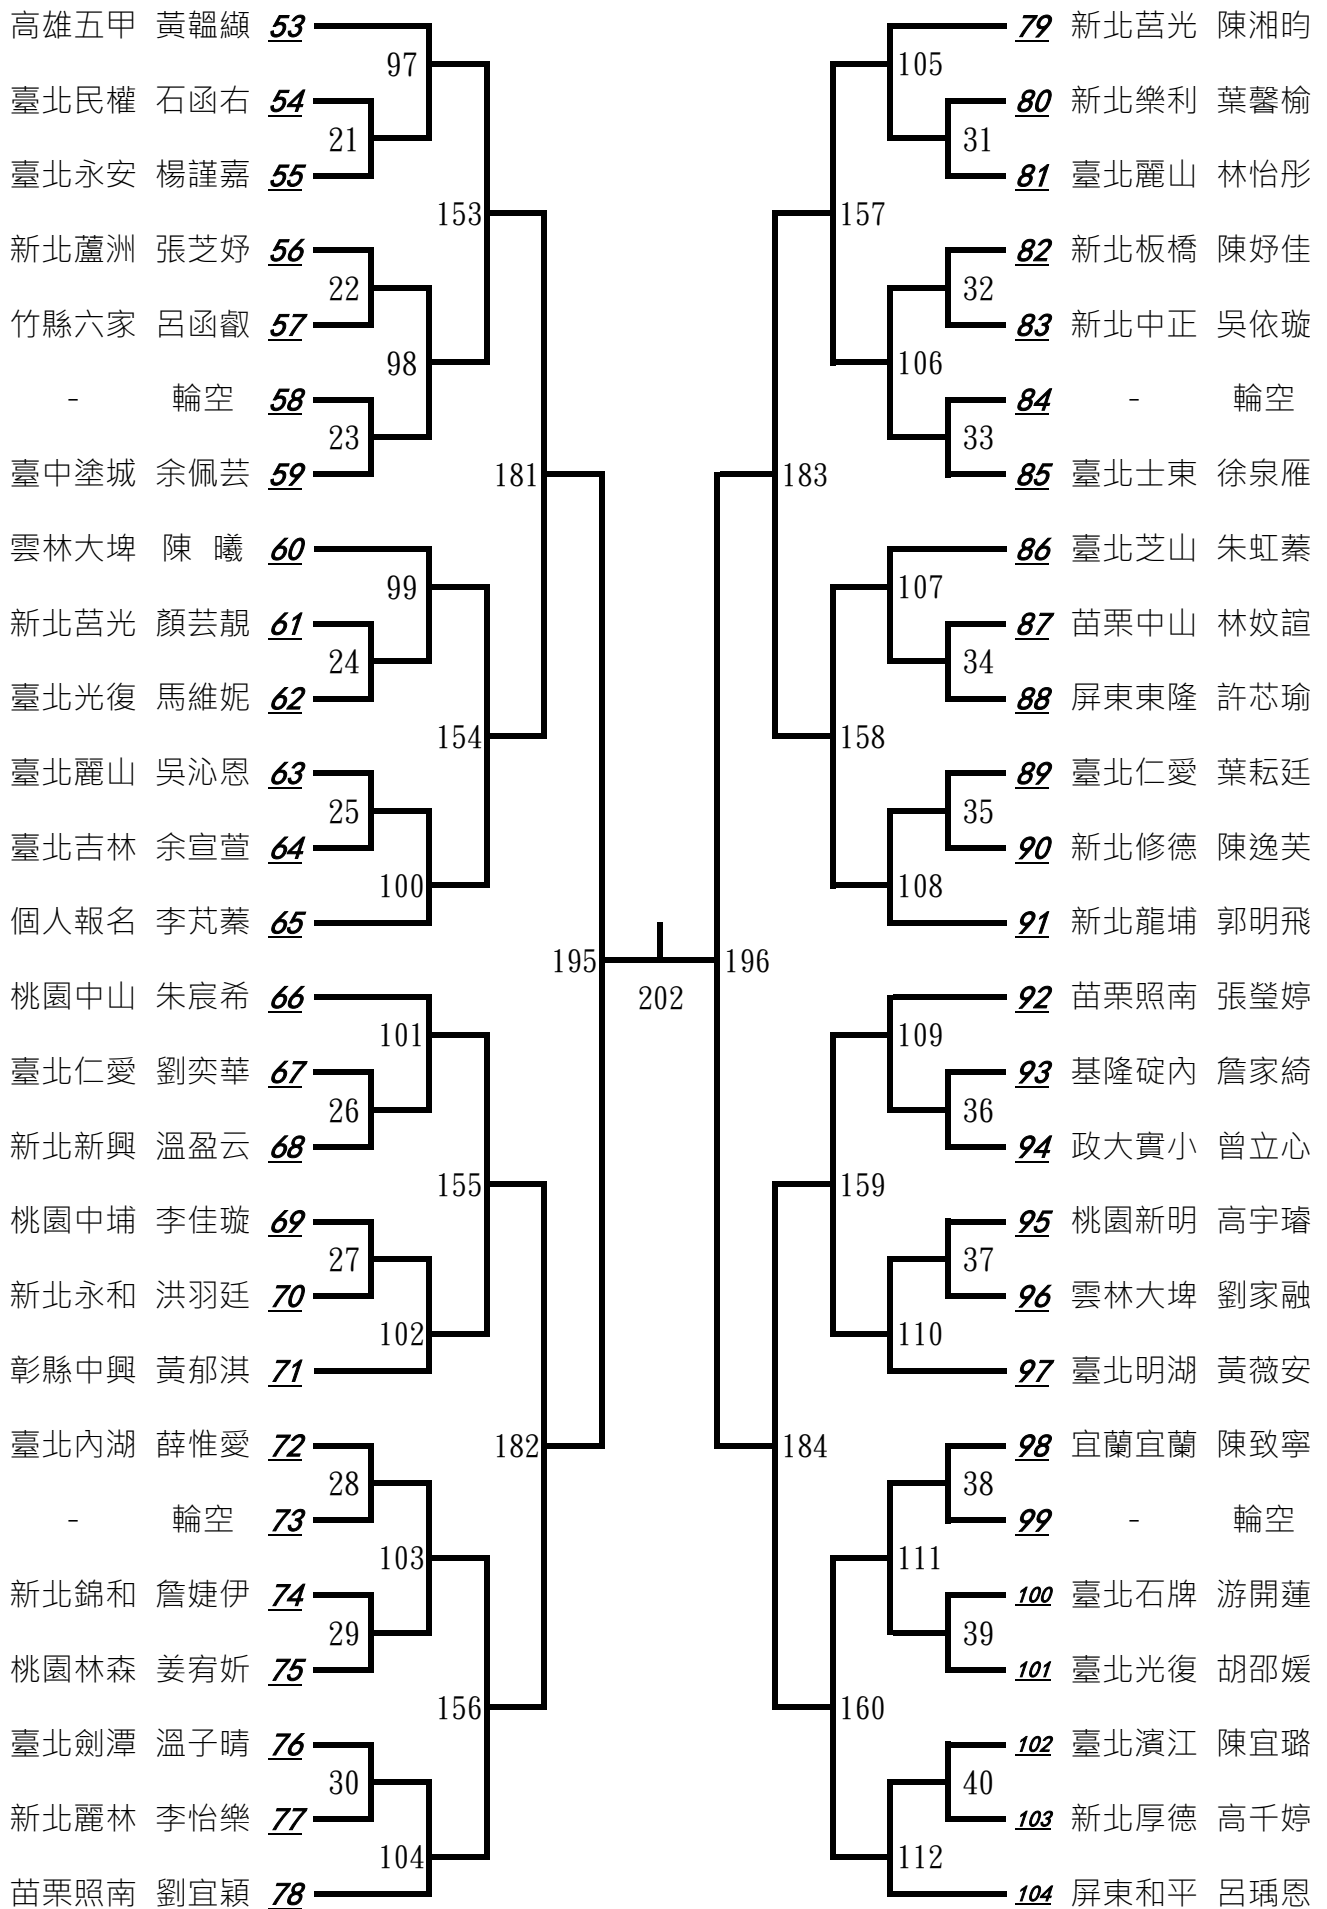 高雄五甲 黃韞纈 53
97
臺北民權 石函右 54
21
臺北永安 楊謹嘉 55
153
新北蘆洲 張芝妤 56
22
竹縣六家 呂函叡 57
98
- 輪空 58
23
臺中塗城 余佩芸 59
181
雲林大埤 陳 曦 60
99
新北莒光 顏芸靚 61
24
臺北光復 馬維妮 62
154
臺北麗山 吳沁恩 63
25
臺北吉林 余宣萱 64
100
個人報名 李芃蓁 65
195
桃園中山 朱宸希 66
101
臺北仁愛 劉奕華 67
26
新北新興 溫盈云 68
155
桃園中埔 李佳璇 69
27
新北永和 洪羽廷 70
102
彰縣中興 黃郁淇 71
臺北內湖 薛惟愛 72
182
28
- 輪空 73
103
新北錦和 詹婕伊 74
29
桃園林森 姜宥妡 75
156
臺北劍潭 溫子晴 76
30
新北麗林 李怡樂 77
104
苗栗照南 劉宜穎 78
202
79 新北莒光 陳湘昀
105
80 新北樂利 葉馨榆
31
81 臺北麗山 林怡彤
157
82 新北板橋 陳妤佳
32
83 新北中正 吳依璇
106
84 - 輪空
33
85 臺北士東 徐泉雁
183
86 臺北芝山 朱虹蓁
107
87 苗栗中山 林妏諠
34
88 屏東東隆 許芯瑜
158
89 臺北仁愛 葉耘廷
35
90 新北修德 陳逸芙
108
91 新北龍埔 郭明飛
196
92 苗栗照南 張瑩婷
109
93 基隆碇內 詹家綺
36
94 政大實小 曾立心
159
95 桃園新明 高宇璿
37
96 雲林大埤 劉家融
110
97 臺北明湖 黃薇安
98 宜蘭宜蘭 陳致寧
184
38
99 - 輪空
111
100 臺北石牌 游開蓮
39
101 臺北光復 胡邵媛
160
102 臺北濱江 陳宜璐
40
103 新北厚德 高千婷
112
104 屏東和平 呂瑀恩